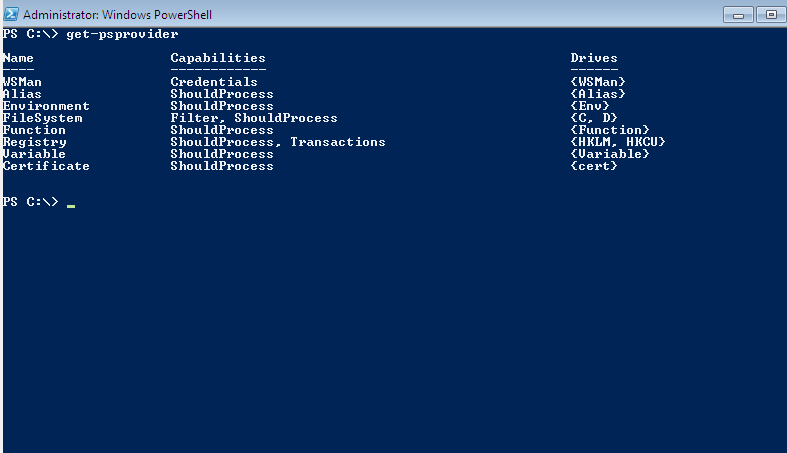 Administrator: Windows PowerShell
PS C:\> get-psprovider
Name Capabilities Drives
---- ------------ ------
WSMan Credentials {WSMan}
Alias ShouldProcess {Alias}
Environment ShouldProcess {Env}
FileSystem Filter, ShouldProcess {C, D}
Function ShouldProcess {Function}
Registry ShouldProcess, Transactions {HKLM, HKCU}
Variable ShouldProcess {Variable}
Certificate ShouldProcess {cert}
PS C:\> _